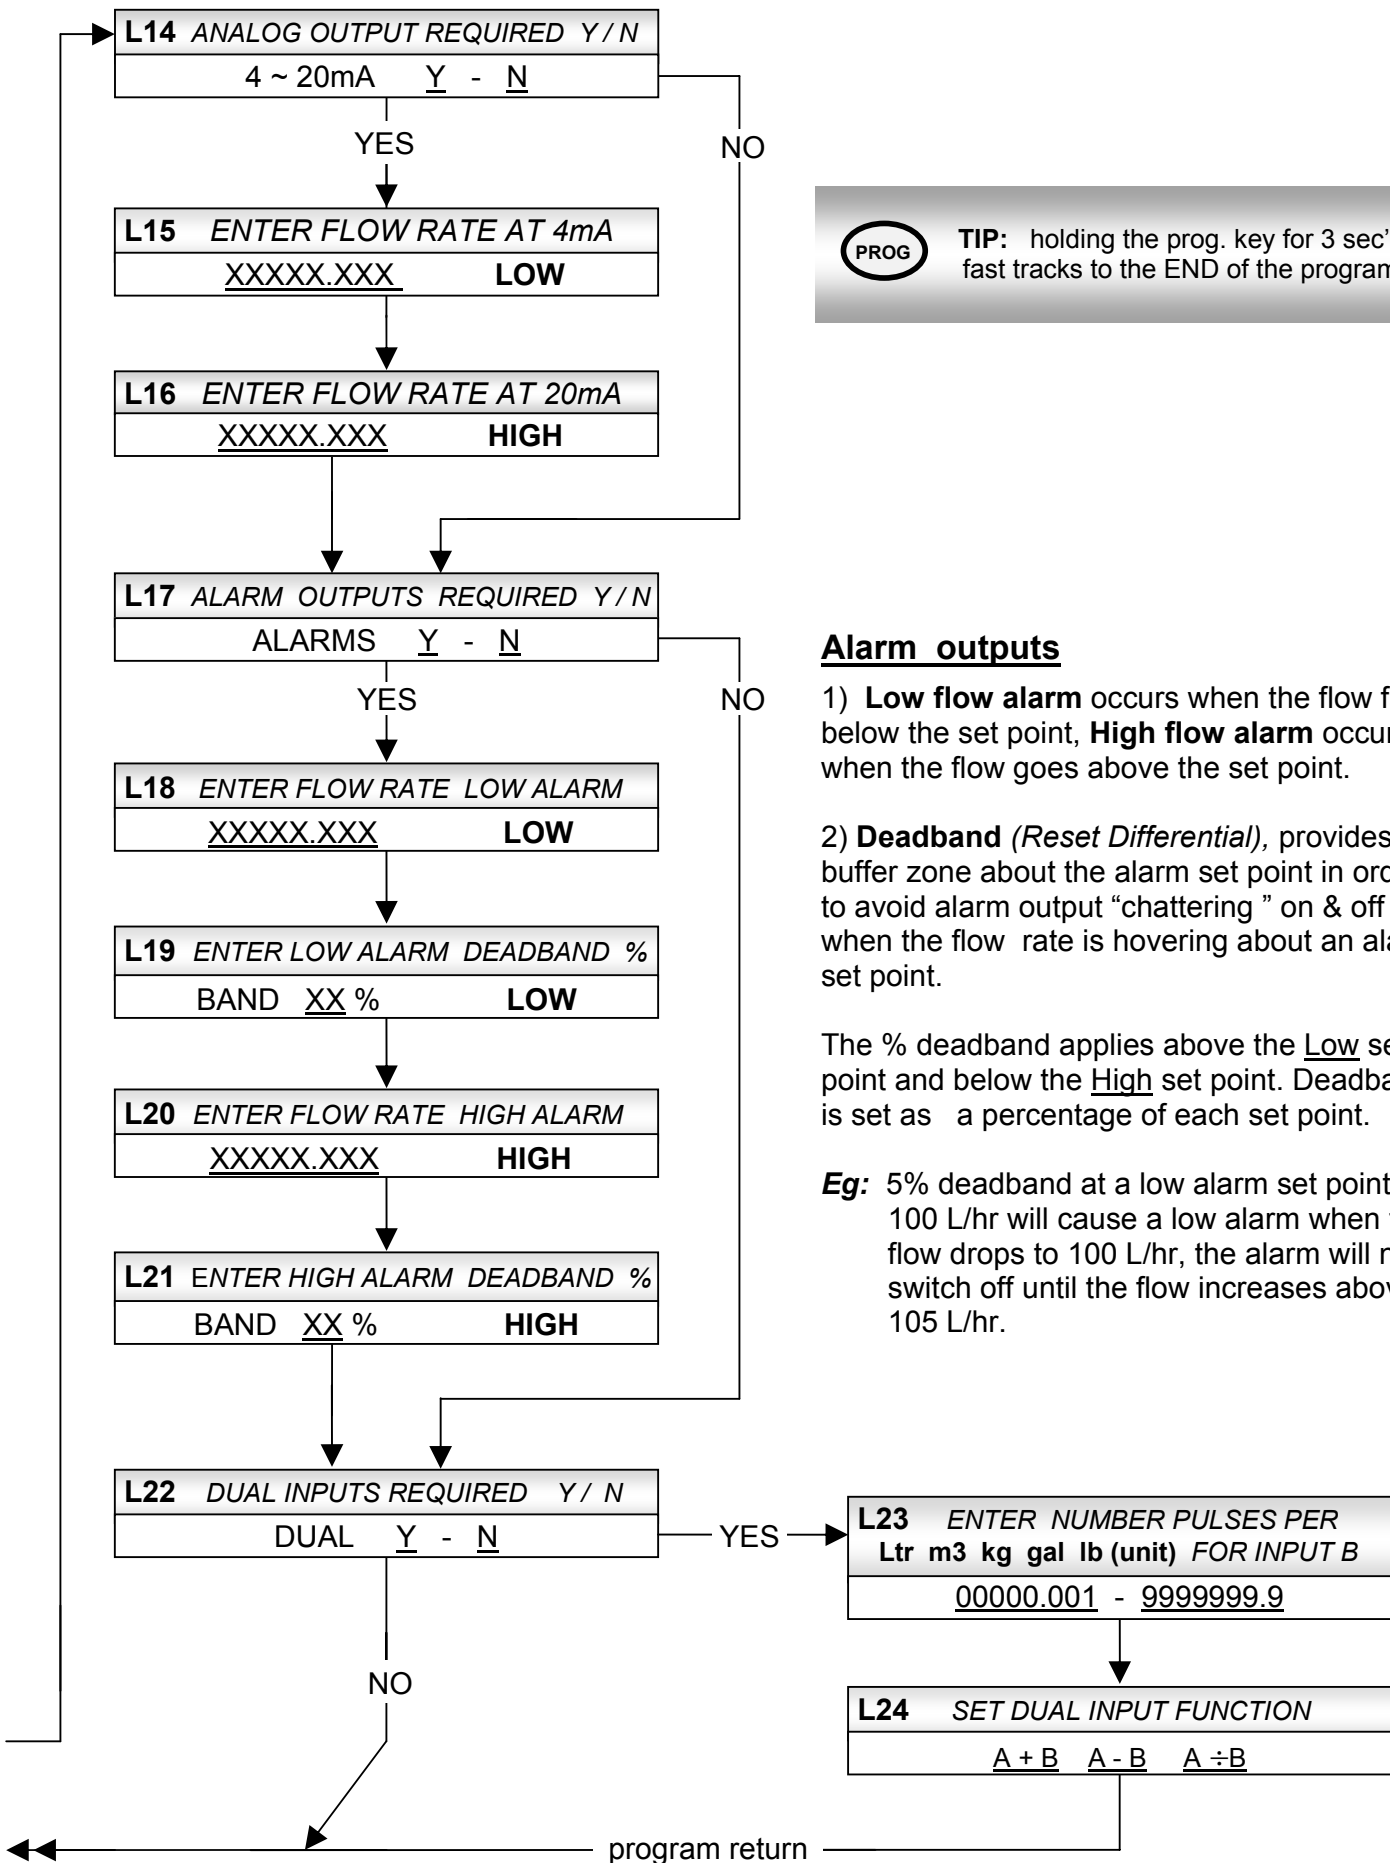 L14 ANALOG OUTPUT REQUIRED Y / N
4 ~ 20mA Y - N
YES
NO
L15 ENTER FLOW RATE AT 4mA
XXXXX.XXX LOW
PROG
TIP: holding the prog. key for 3 sec'
fast tracks to the END of the program
L16 ENTER FLOW RATE AT 20mA
XXXXX.XXX HIGH
L17 ALARM OUTPUTS REQUIRED Y / N
ALARMS Y - N
YES
NO
L18 ENTER FLOW RATE LOW ALARM
XXXXX.XXX LOW
L19 ENTER LOW ALARM DEADBAND %
BAND XX % LOW
L20 ENTER FLOW RATE HIGH ALARM
XXXXX.XXX HIGH
L21 ENTER HIGH ALARM DEADBAND %
BAND XX % HIGH
Alarm outputs
1) Low flow alarm occurs when the flow
below the set point, High flow alarm
when the flow goes above the set point.
2) Deadband (Reset Differential), provides
buffer zone about the alarm set point in
to avoid alarm output “chattering ” on & off
when the flow rate is hovering about an
set point.
The % deadband applies above the Low
point and below the High set point.
is set as a percentage of each set point.
Eg: 5% deadband at a low alarm set point
100 L/hr will cause a low alarm when
flow drops to 100 L/hr, the alarm will
switch off until the flow increases
105 L/hr.
L22 DUAL INPUTS REQUIRED Y / N
DUAL Y - N
YES
NO
L23 ENTER NUMBER PULSES PER
Ltr m3 kg gal lb (unit) FOR INPUT B
00000.001 - 9999999.9
L24 SET DUAL INPUT FUNCTION
A + B A - B A ÷B
program return